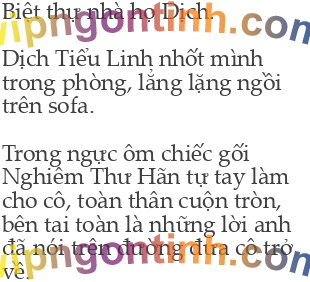 Biệt thự nhà họ Dịch.
Dịch Tiểu Linh nhốt mình
trong phòng, lẳng lặng ngồi
trên sofa.
Trong ngực ôm chiếc gối
Nghiêm Thư Hãn tự tay làm
cho cô, toàn thân cuộn tròn,
bên tai toàn là những lời anh
đã nói trên đường đưa cô trở
về.
vipngontinh.com
vipngontinh.com